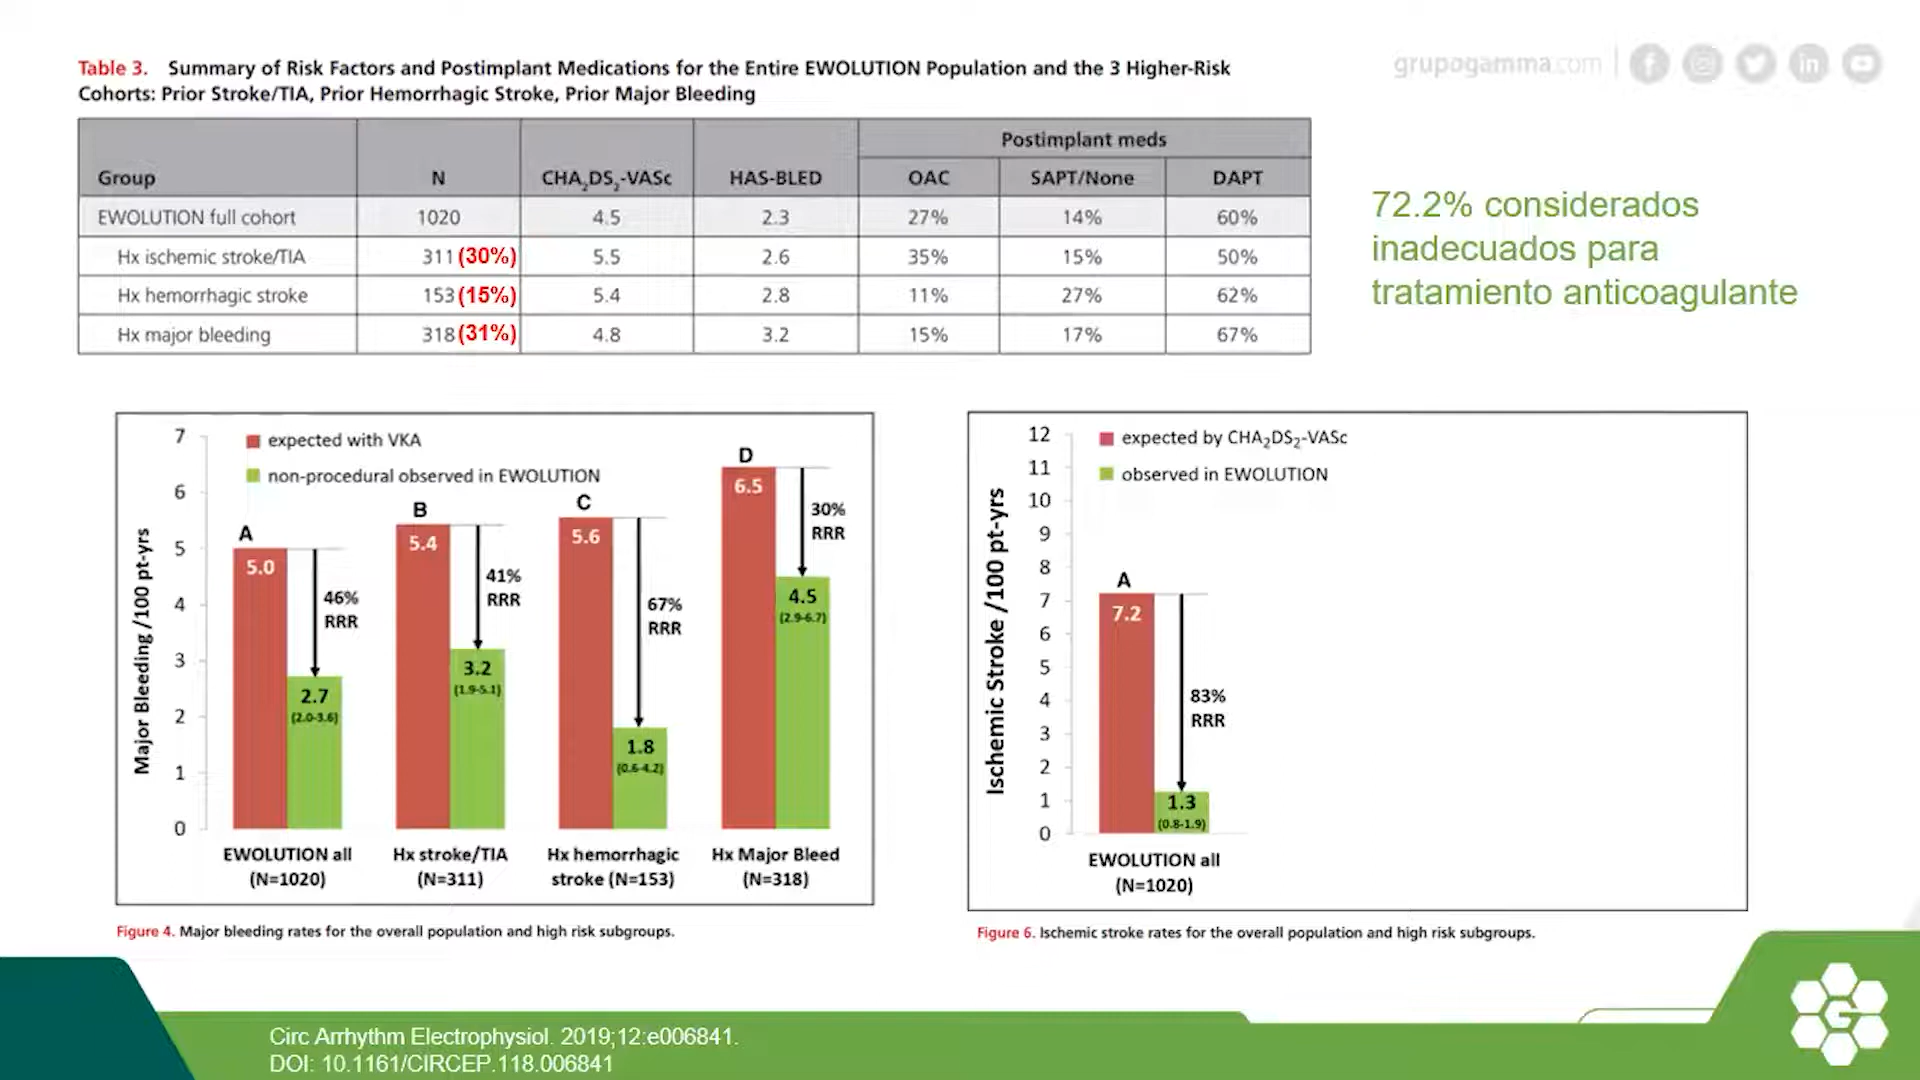 grupogamma.com
Table 3. Summary of Risk Factors and Postimplant Medications for the Entire EWOLUTION Population and the 3 Higher-Risk
Cohorts: Prior Stroke/TIA, Prior Hemorrhagic Stroke, Prior Major Bleeding
Postimplant meds
Group N CHA2DS2-VASc HAS-BLED OAC SAPT/None DAPT
EWOLUTION full cohort 1020 4.5 2.3 27% 14% 60%
Hx ischemic stroke/TIA 311 (30%) 5.5 2.6 35% 15% 50%
Hx hemorrhagic stroke 153 (15%) 5.4 2.8 11% 27% 62%
Hx major bleeding 318 (31%) 4.8 3.2 15% 17% 67%
72.2% considerados
inadecuados para
tratamiento anticoagulante
Major Bleeding /100 pt-yrs
7
6
5
4
3
2
1
0
expected with VKA
non-procedural observed in EWOLUTION
A
5.0
46%
RRR
2.7
(2.0-3.6)
B
5.4
41%
RRR
3.2
(1.9-5.1)
C
5.6
67%
RRR
1.8
(0.6-4.2)
D
6.5
30%
RRR
4.5
(2.9-6.7)
EWOLUTION all
(N=1020)
Hx stroke/TIA
(N=311)
Hx hemorrhagic
stroke (N=153)
Hx Major Bleed
(N=318)
Figure 4. Major bleeding rates for the overall population and high risk subgroups.
Ischemic Stroke /100 pt-yrs
12
11
10
9
8
7
6
5
4
3
2
1
0
expected by CHA2DS2-VASc
observed in EWOLUTION
A
7.2
83%
RRR
1.3
(0.8-1.9)
EWOLUTION all
(N=1020)
Figure 6. Ischemic stroke rates for the overall population and high risk subgroups.
Circ Arrhythm Electrophysiol. 2019;12:e006841.
DOI: 10.1161/CIRCEP.118.006841